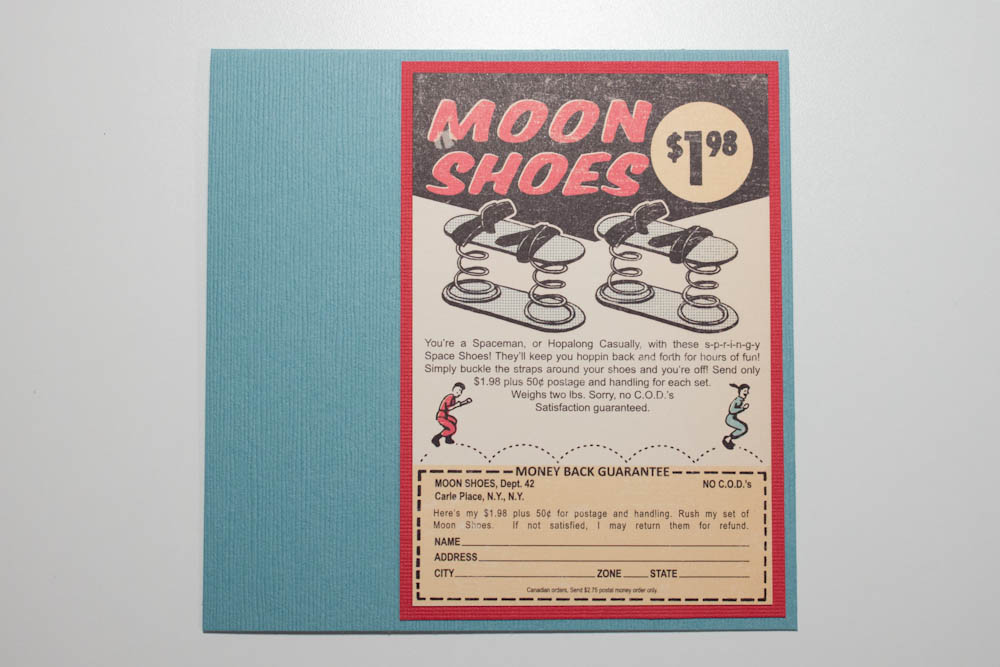 MOON
SHOES
$1.98
You're a Spaceman, or Hopalong Casually, with these s-p-r-i-n-g-y
Space Shoes! They'll keep you hoppin back and forth for hours of fun!
Simply buckle the straps around your shoes and you're off! Send only
$1.98 plus 50¢ postage and handling for each set.
Weighs two lbs. Sorry, no C.O.D.'s
Satisfaction guaranteed.
MONEY BACK GUARANTEE
MOON SHOES, Dept. 42 NO C.O.D.'s
Carle Place, N.Y., N.Y.
Here's my $1.98 plus 50¢ for postage and handling. Rush my set of
Moon Shoes. If not satisfied, I may return them for refund.
NAME
ADDRESS
CITY ZONE STATE
Canadian orders, Send $2.75 postal money order only.